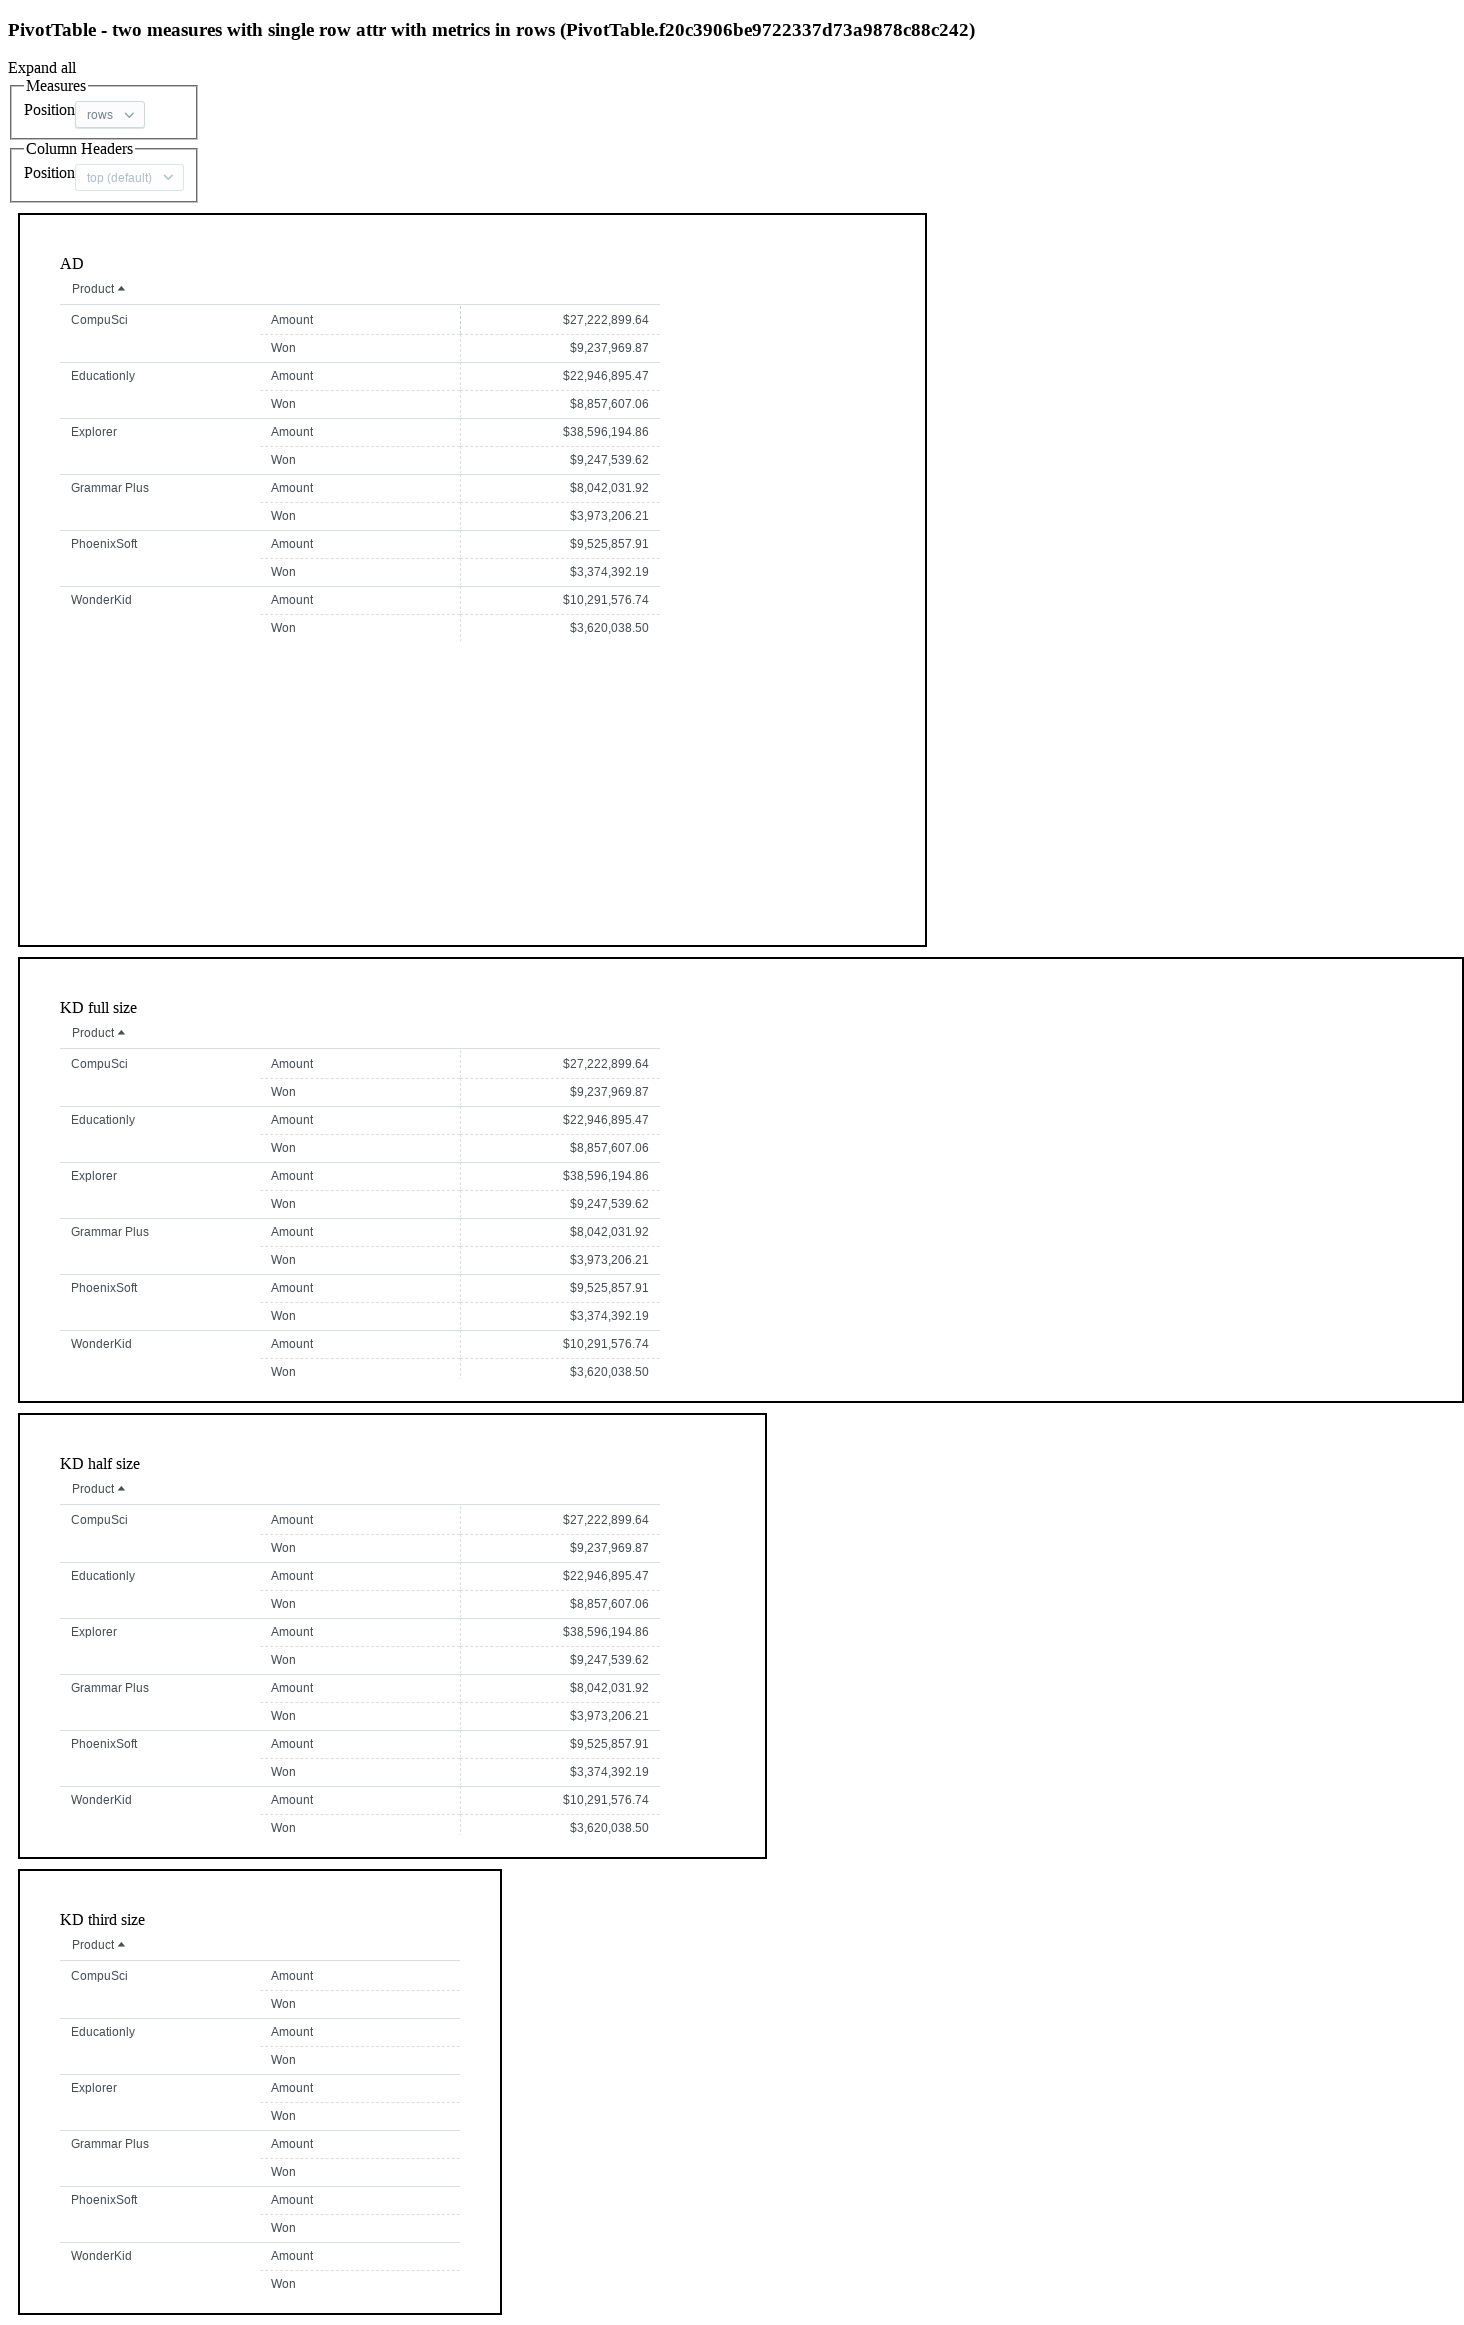 PivotTable - two measures with single row attr with metrics in rows (PivotTable.f20c3906be9722337d73a9878c88c242)
Expand all
Measures
Position rows
Column Headers
Position top (default)
AD
Product
CompuSci Amount $27,222,899.64
Won $9,237,969.87
Educationly Amount $22,946,895.47
Won $8,857,607.06
Explorer Amount $38,596,194.86
Won $9,247,539.62
Grammar Plus Amount $8,042,031.92
Won $3,973,206.21
PhoenixSoft Amount $9,525,857.91
Won $3,374,392.19
WonderKid Amount $10,291,576.74
Won $3,620,038.50
KD full size
Product
CompuSci Amount $27,222,899.64
Won $9,237,969.87
Educationly Amount $22,946,895.47
Won $8,857,607.06
Explorer Amount $38,596,194.86
Won $9,247,539.62
Grammar Plus Amount $8,042,031.92
Won $3,973,206.21
PhoenixSoft Amount $9,525,857.91
Won $3,374,392.19
WonderKid Amount $10,291,576.74
Won $3,620,038.50
KD half size
Product
CompuSci Amount $27,222,899.64
Won $9,237,969.87
Educationly Amount $22,946,895.47
Won $8,857,607.06
Explorer Amount $38,596,194.86
Won $9,247,539.62
Grammar Plus Amount $8,042,031.92
Won $3,973,206.21
PhoenixSoft Amount $9,525,857.91
Won $3,374,392.19
WonderKid Amount $10,291,576.74
Won $3,620,038.50
KD third size
Product
CompuSci Amount
Won
Educationly Amount
Won
Explorer Amount
Won
Grammar Plus Amount
Won
PhoenixSoft Amount
Won
WonderKid Amount
Won